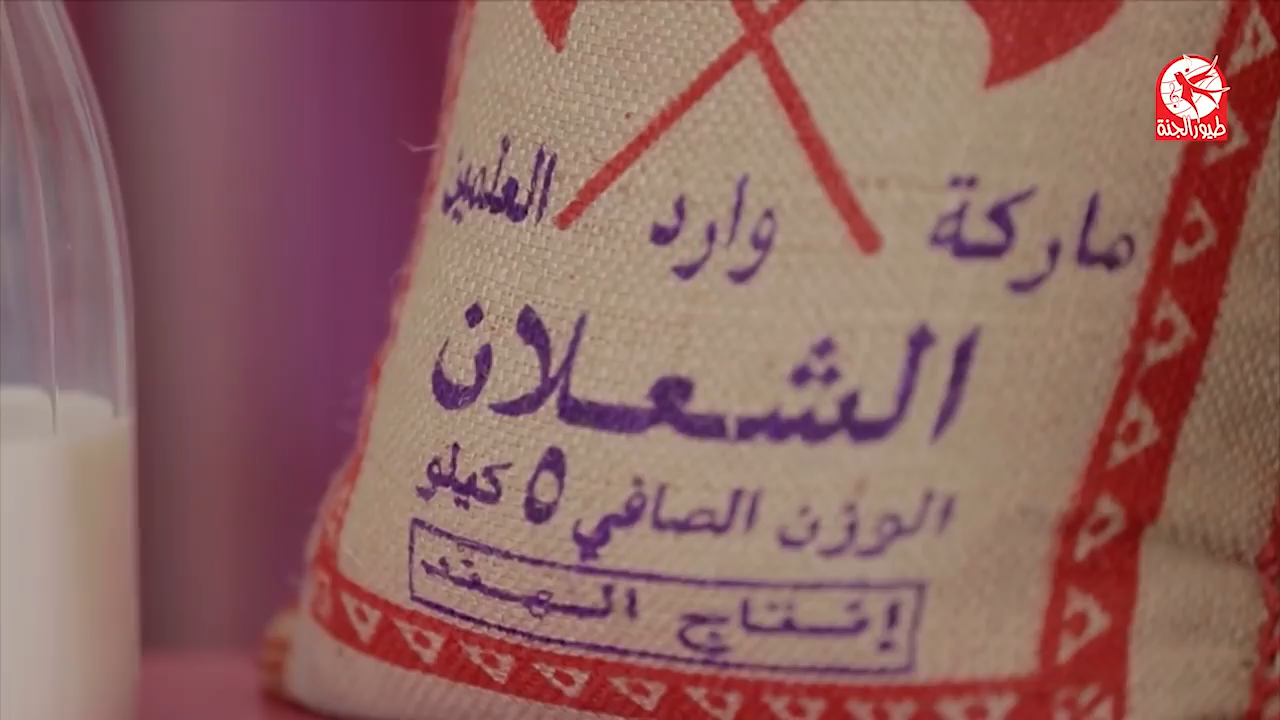 طيور الجنة
ماركة وارد العلمين
الشعلان
الوزن الصافي ٥ كيلو
إنتاج الهند